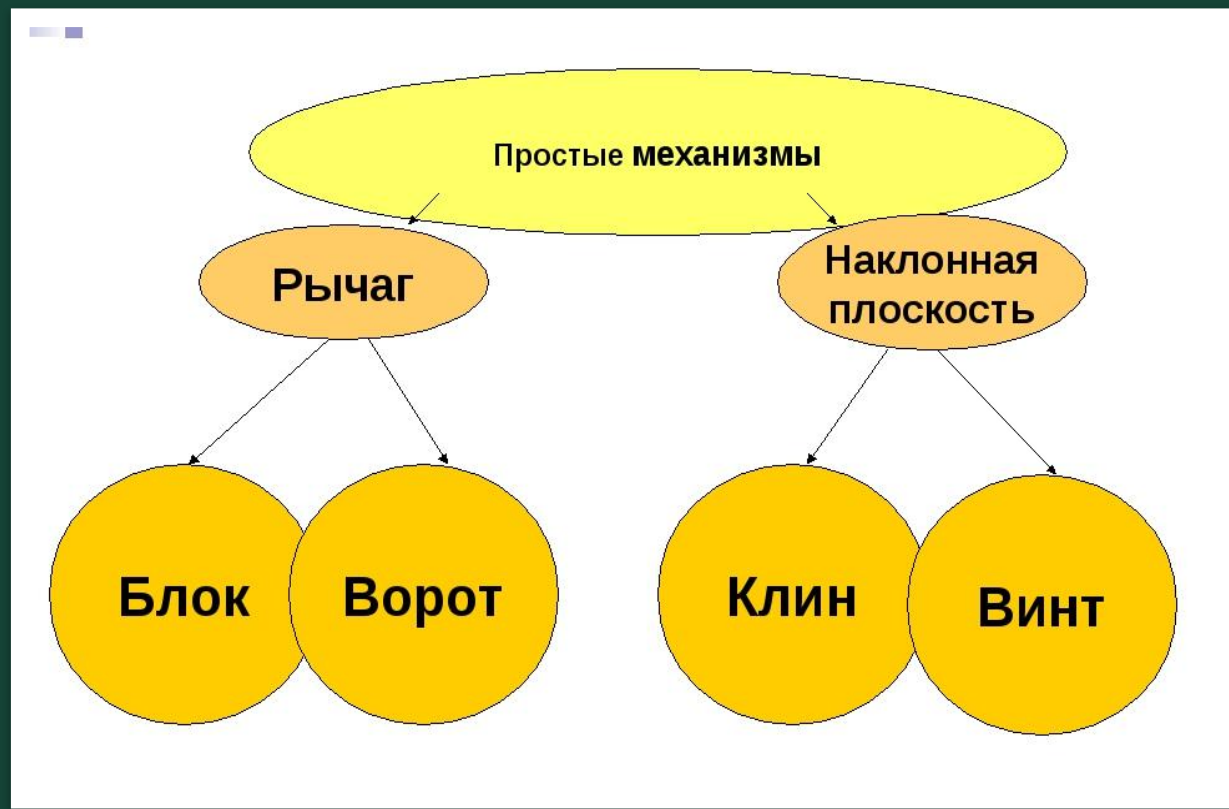 Простые механизмы
Рычаг
Наклонная
плоскость
Блок
Ворот
Клин
Винт